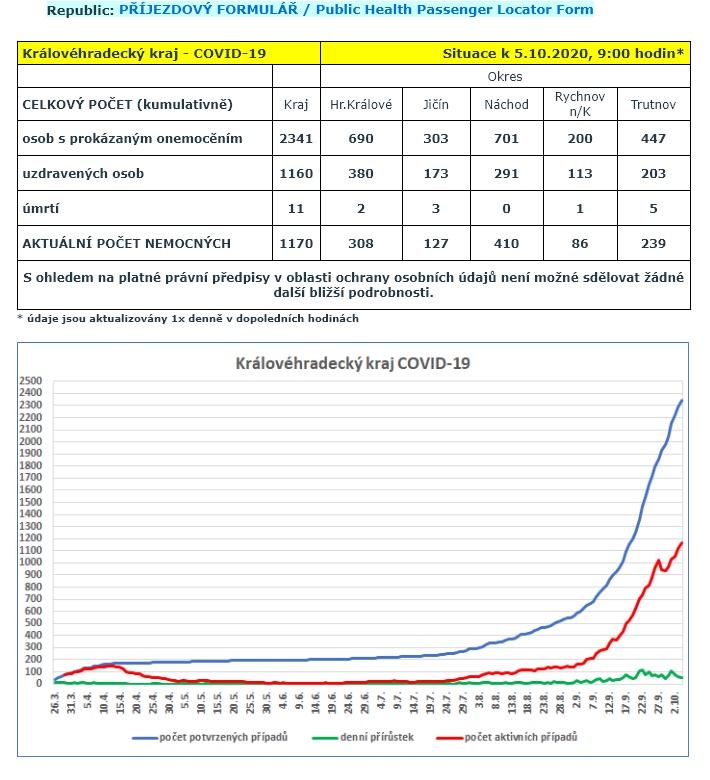 Republic: PŘÍJEZDOVÝ FORMULÁŘ / Public Health Passenger Locator Form
Královéhradecký kraj - COVID-19 Situace k 5.10.2020, 9:00 hodin*
Okres
CELKOVÝ POČET (kumulativně) Kraj Hr.Králové Jičín Náchod Rychnov n/K Trutnov
osob s prokázaným onemocěním 2341 690 303 701 200 447
uzdravených osob 1160 380 173 291 113 203
úmrtí 11 2 3 0 1 5
AKTUÁLNÍ POČET NEMOCNÝCH 1170 308 127 410 86 239
S ohledem na platné právní předpisy v oblasti ochrany osobních údajů není možné sdělovat žádné
další bližší podrobnosti.
* údaje jsou aktualizovány 1x denně v dopoledních hodinách
Královéhradecký kraj COVID-19
2500
2400
2300
2200
2100
2000
1900
1800
1700
1600
1500
1400
1300
1200
1100
1000
900
800
700
600
500
400
300
200
100
0
26.3. 31.3. 5.4. 10.4. 15.4. 20.4. 25.4. 30.4. 5.5. 10.5. 15.5. 20.5. 25.5. 30.5. 4.6. 9.6. 14.6. 19.6. 24.6. 29.6. 4.7. 9.7. 14.7. 19.7. 24.7. 29.7. 3.8. 8.8. 13.8. 18.8. 23.8. 28.8. 2.9. 7.9. 12.9. 17.9. 22.9. 27.9. 2.10.
počet potvrzených případů denní přírůstek počet aktivních případů